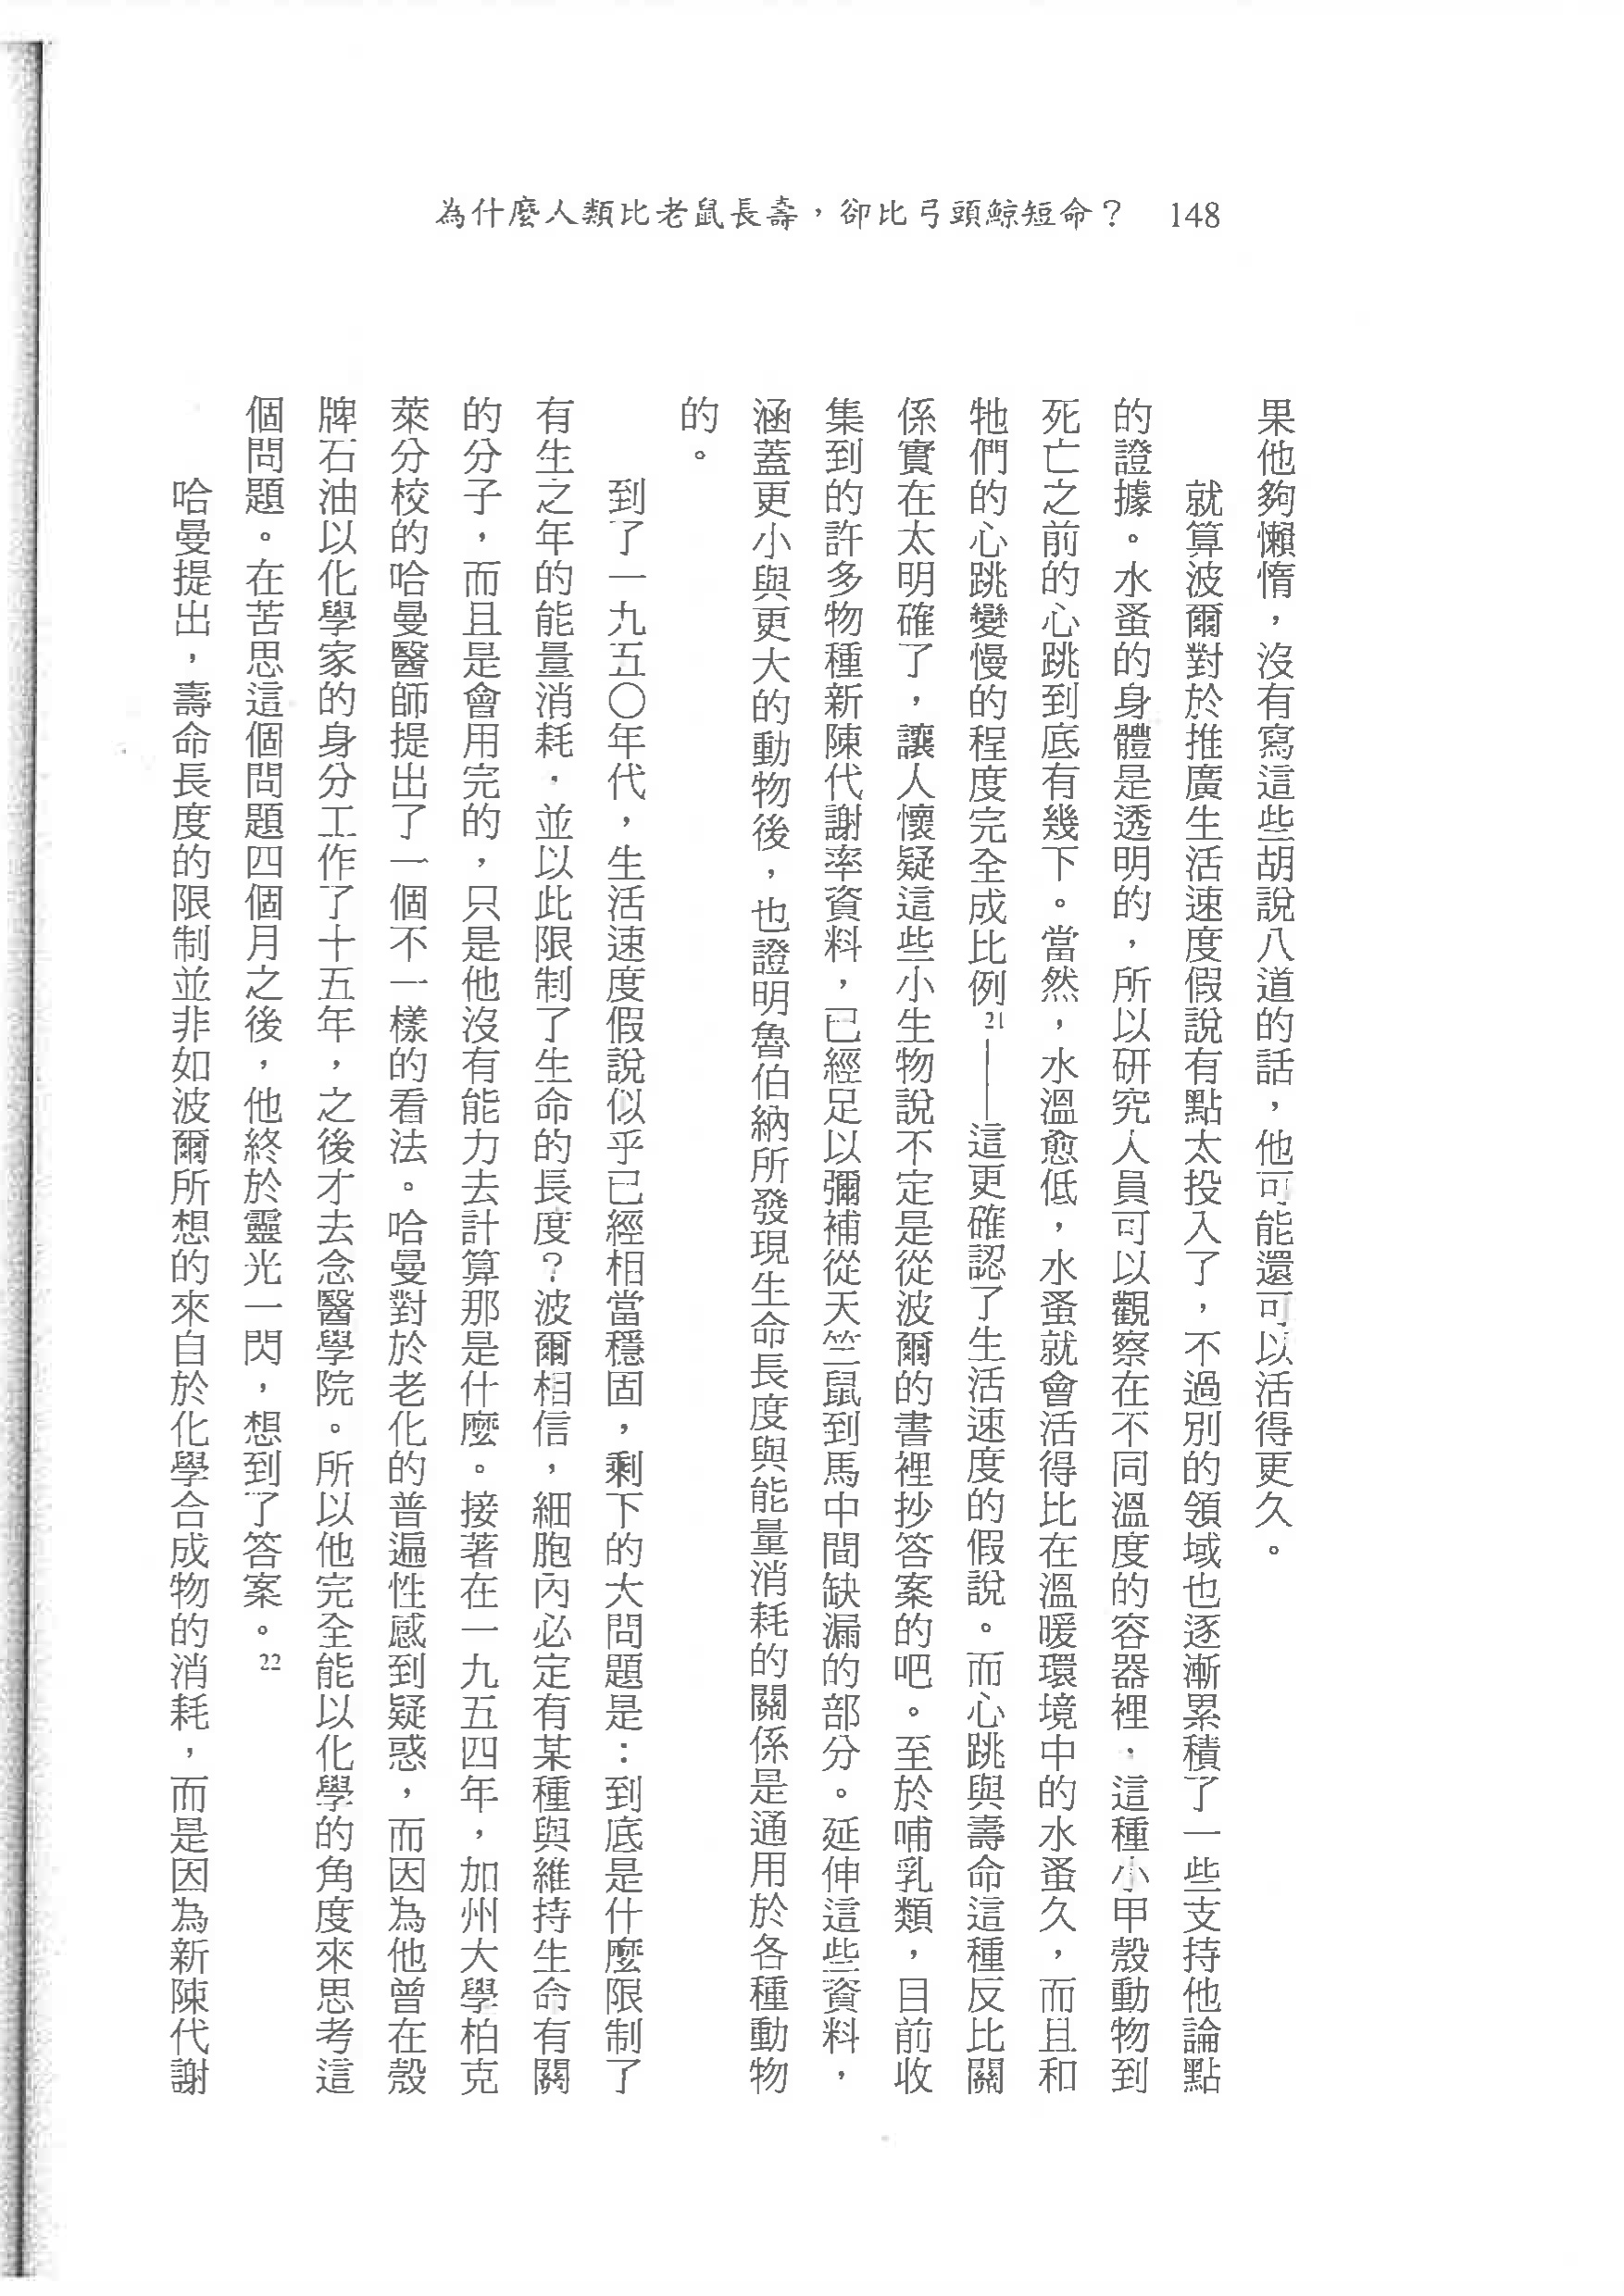 為什麼人類比老鼠長壽，卻比弓頭鯨短命？ 148
果他夠懶惰，沒有寫這些胡說八道的話，他可能還可以活得更久。
就算波爾對於推廣生活速度假說有點太投入了，不過別的領域也逐漸累積了一些支持他論點
的證據。水蚤的身體是透明的，所以研究人員可以觀察在不同溫度的容器裡，這種小甲殼動物到
死亡之前的心跳到底有幾下。當然，水溫愈低，水蚤就會活得比在溫暖環境中的水蚤久，而且和
牠們的心跳變慢的程度完全成比例21——這更確認了生活速度的假說。而心跳與壽命這種反比關
係實在太明確了，讓人懷疑這些小生物說不定是從波爾的書裡抄答案的吧。至於哺乳類，目前收
集到的許多物種新陳代謝率資料，已經足以彌補從天竺鼠到馬中間缺漏的部分。延伸這些資料，
涵蓋更小與更大的動物後，也證明魯伯納所發現生命長度與能量消耗的關係是通用於各種動物
的。
到了一九五〇年代，生活速度假說似乎已經相當穩固，剩下的大問題是：到底是什麼限制了
有生之年的能量消耗，並以此限制了生命的長度？波爾相信，細胞內必定有某種與維持生命有關
的分子，而且是會用完的，只是他沒有能力去計算那是什麼。接著在一九五四年，加州大學柏克
萊分校的哈曼醫師提出了一個不一樣的看法。哈曼對於老化的普遍性感到疑惑，而因為他曾在殼
牌石油以化學家的身分工作了十五年，之後才去念醫學院。所以他完全能以化學的角度來思考這
個問題。在苦思這個問題四個月之後，他終於靈光一閃，想到了答案。22
哈曼提出，壽命長度的限制並非如波爾所想的來自於化學合成物的消耗，而是因為新陳代謝